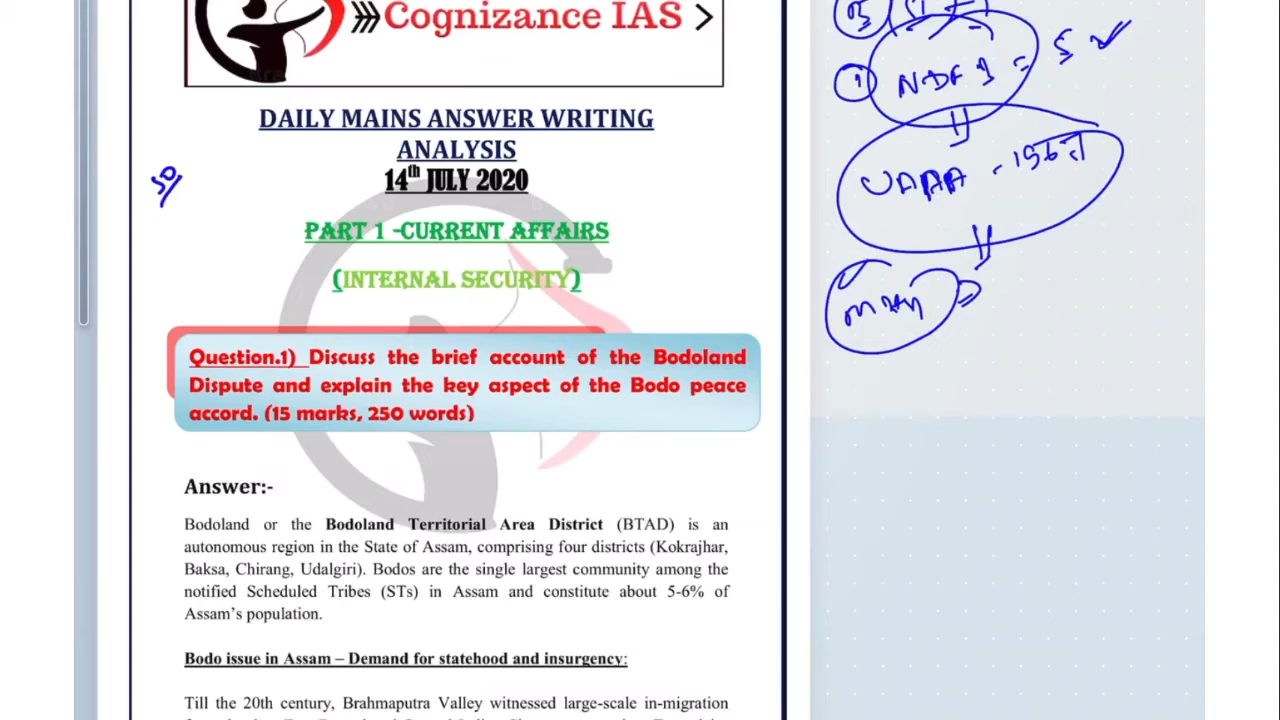 Cognizance IAS
DAILY MAINS ANSWER WRITING
ANALYSIS
14th JULY 2020
PART 1 -CURRENT AFFAIRS
(INTERNAL SECURITY)
Question.1) Discuss the brief account of the Bodoland
Dispute and explain the key aspect of the Bodo peace
accord. (15 marks, 250 words)
Answer:-
Bodoland or the Bodoland Territorial Area District (BTAD) is an
autonomous region in the State of Assam, comprising four districts (Kokrajhar,
Baksa, Chirang, Udalgiri). Bodos are the single largest community among the
notified Scheduled Tribes (STs) in Assam and constitute about 5-6% of
Assam's population.
Bodo issue in Assam – Demand for statehood and insurgency:
Till the 20th century, Brahmaputra Valley witnessed large-scale in-migration
① NDFB